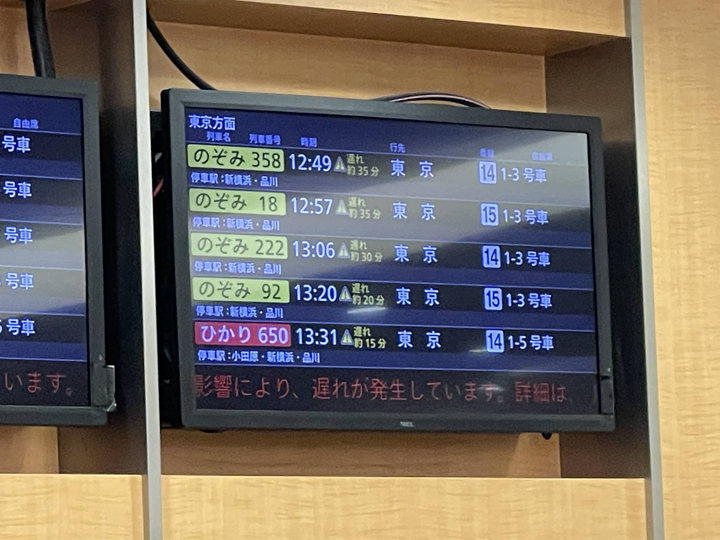 自由席
号車
号車
号車
号車
号車
います。
東京方面
列車名 列車番号 時刻 行先 番線 自由席
のぞみ 358 12:49 遅れ 約35分 東京 14 1-3 号車
停車駅:新横浜・品川
のぞみ 18 12:57 遅れ 約35分 東京 15 1-3 号車
停車駅:新横浜・品川
のぞみ 222 13:06 遅れ 約30分 東京 14 1-3 号車
停車駅:新横浜・品川
のぞみ 92 13:20 遅れ 約20分 東京 15 1-3 号車
停車駅:新横浜・品川
ひかり 650 13:31 遅れ 約15分 東京 14 1-5 号車
停車駅:小田原・新横浜・品川
影響により、遅れが発生しています。詳細は、
NEC